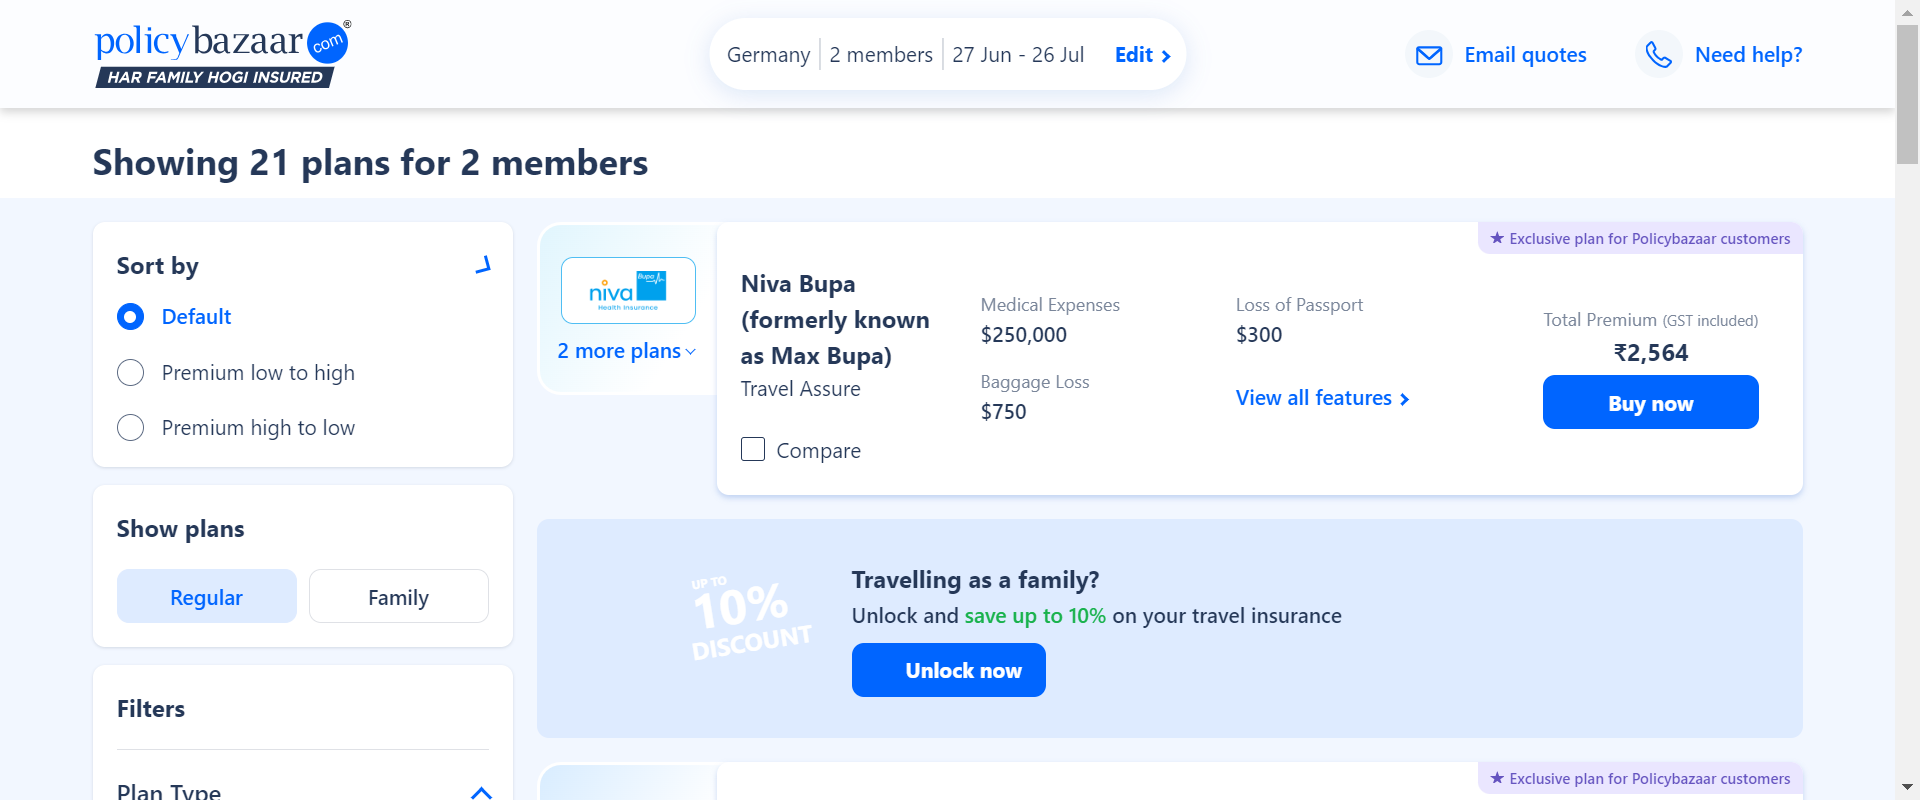 policybazaar.com®
HAR FAMILY HOGI INSURED
Germany 2 members 27 Jun - 26 Jul Edit
Email quotes
Need help?
Showing 21 plans for 2 members
Sort by
Default
Premium low to high
Premium high to low
Show plans
Regular
Family
Filters
Plan Type
Exclusive plan for Policybazaar customers
niva Bupa
Health Insurance
2 more plans
Niva Bupa
(formerly known
as Max Bupa)
Travel Assure
Compare
Medical Expenses
$250,000
Baggage Loss
$750
Loss of Passport
$300
View all features
Total Premium (GST included)
₹2,564
Buy now
UP TO
10%
DISCOUNT
Travelling as a family?
Unlock and save up to 10% on your travel insurance
Unlock now
Exclusive plan for Policybazaar customers